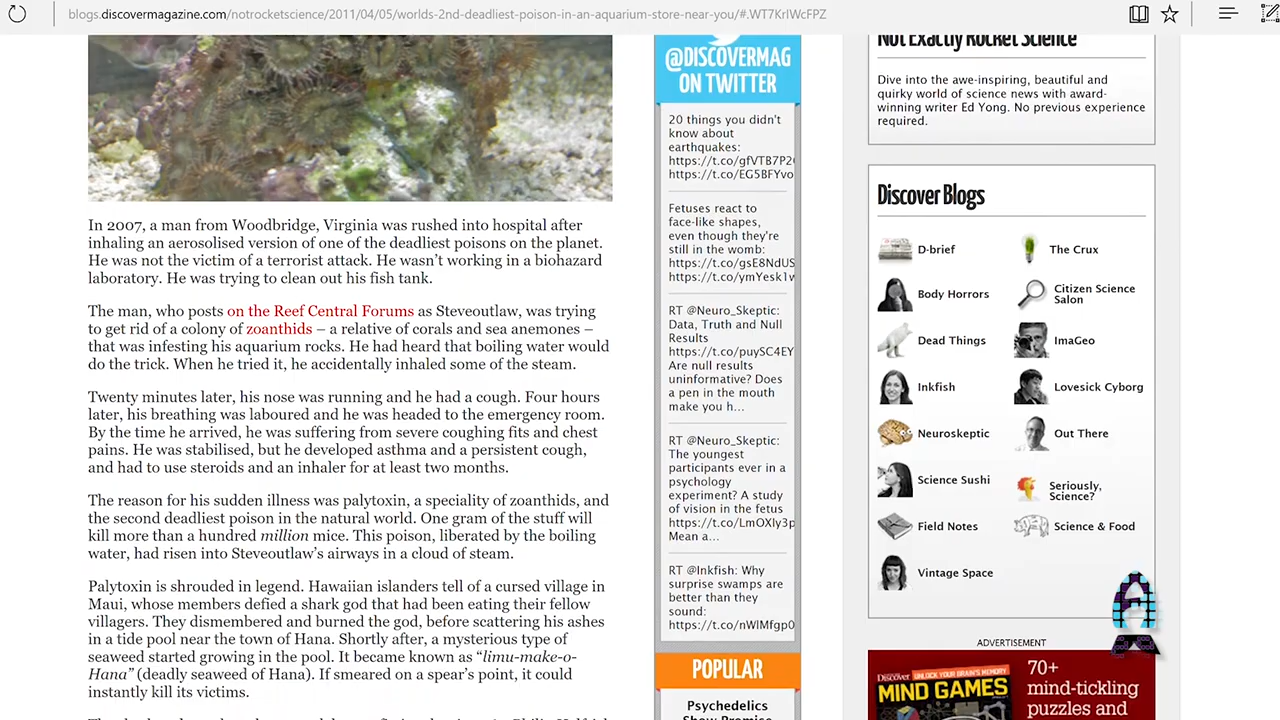 blogs.discovermagazine.com/notrocketscience/2011/04/05/worlds-2nd-deadliest-poison-in-an-aquarium-store-near-you/#.WT7KrIWcFPZ
In 2007, a man from Woodbridge, Virginia was rushed into hospital after
inhaling an aerosolised version of one of the deadliest poisons on the planet.
He was not the victim of a terrorist attack. He wasn't working in a biohazard
laboratory. He was trying to clean out his fish tank.
The man, who posts on the Reef Central Forums as Steveoutlaw, was trying
to get rid of a colony of zoanthids – a relative of corals and sea anemones –
that was infesting his aquarium rocks. He had heard that boiling water would
do the trick. When he tried it, he accidentally inhaled some of the steam.
Twenty minutes later, his nose was running and he had a cough. Four hours
later, his breathing was laboured and he was headed to the emergency room.
By the time he arrived, he was suffering from severe coughing fits and chest
pains. He was stabilised, but he developed asthma and a persistent cough,
and had to use steroids and an inhaler for at least two months.
The reason for his sudden illness was palytoxin, a speciality of zoanthids, and
the second deadliest poison in the natural world. One gram of the stuff will
kill more than a hundred million mice. This poison, liberated by the boiling
water, had risen into Steveoutlaw's airways in a cloud of steam.
Palytoxin is shrouded in legend. Hawaiian islanders tell of a cursed village in
Maui, whose members defied a shark god that had been eating their fellow
villagers. They dismembered and burned the god, before scattering his ashes
in a tide pool near the town of Hana. Shortly after, a mysterious type of
seaweed started growing in the pool. It became known as "limu-make-o-
Hana" (deadly seaweed of Hana). If smeared on a spear's point, it could
instantly kill its victims.
@DISCOVERMAG
ON TWITTER
20 things you didn't
know about
earthquakes:
https://t.co/gfVTB7P2
https://t.co/EG5BFYvo
Fetuses react to
face-like shapes,
even though they're
still in the womb:
https://t.co/gsE8NdUS
https://t.co/ymYesk1w
RT @Neuro_Skeptic:
Data, Truth and Null
Results
https://t.co/puySC4EY
Are null results
uninformative? Does
a pen in the mouth
make you h...
RT @Neuro_Skeptic:
The youngest
participants ever in a
psychology
experiment? A study
of vision in the fetus
https://t.co/LmOXly3p
Mean a...
RT @Inkfish: Why
surprise swamps are
better than they
sound:
https://t.co/nWlMfgp0
POPULAR
Psychedelics
Show Promise
Not Exactly Rocket Science
Dive into the awe-inspiring, beautiful and
quirky world of science news with award-
winning writer Ed Yong. No previous experience
required.
Discover Blogs
D-brief
The Crux
Body Horrors
Citizen Science
Salon
Dead Things
ImaGeo
Inkfish
Lovesick Cyborg
Neuroskeptic
Out There
Science Sushi
Seriously,
Science?
Field Notes
Science & Food
Vintage Space
ADVERTISEMENT
Discover
UNLOCK YOUR BRAIN'S MEMORY
MIND GAMES
70+
mind-tickling
puzzles and